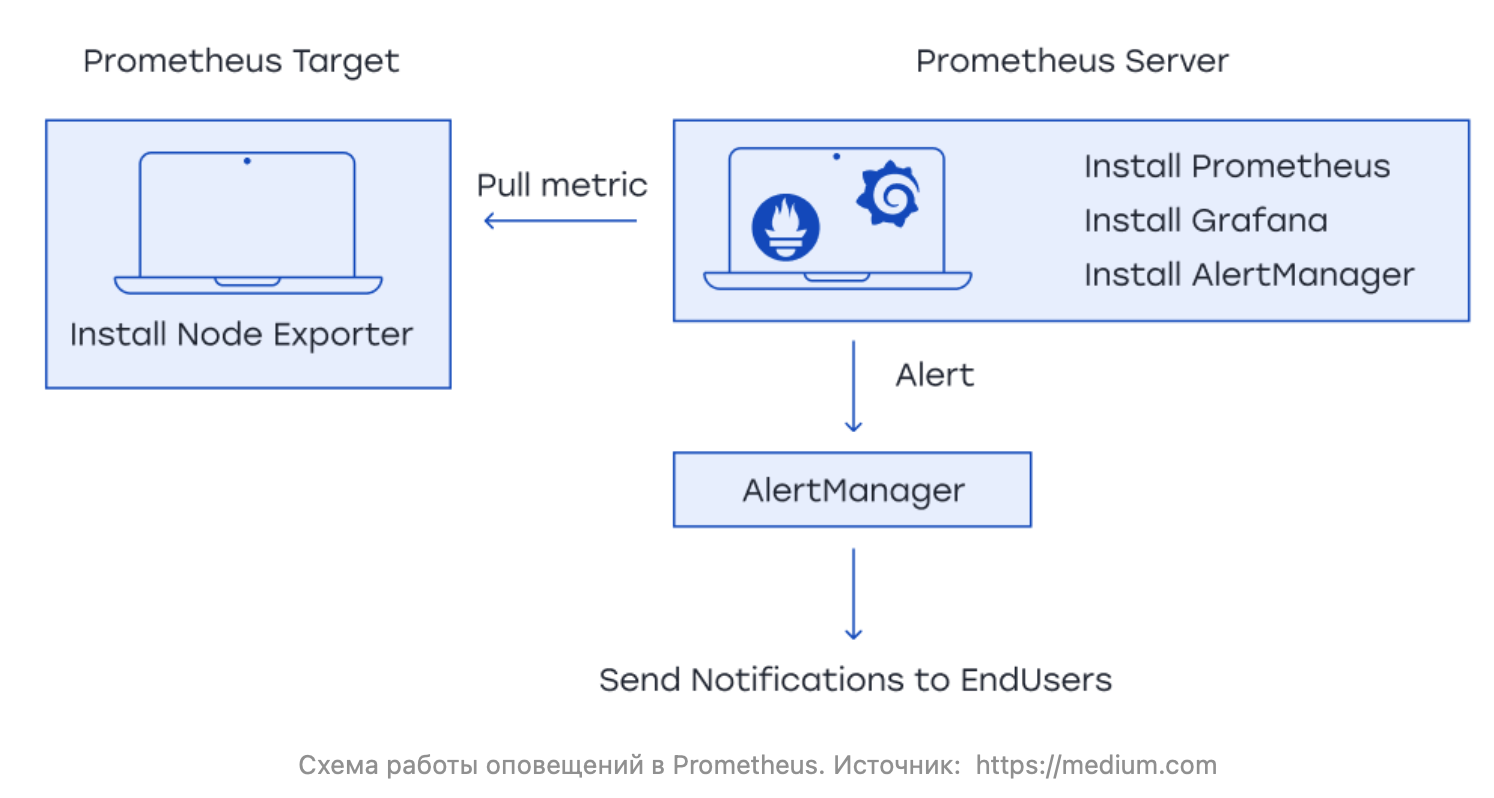 Prometheus Target
Prometheus Server
Pull metric
Install Node Exporter
Install Prometheus
Install Grafana
Install AlertManager
Alert
AlertManager
Send Notifications to EndUsers
Схема работы оповещений в Prometheus. Источник: https://medium.com